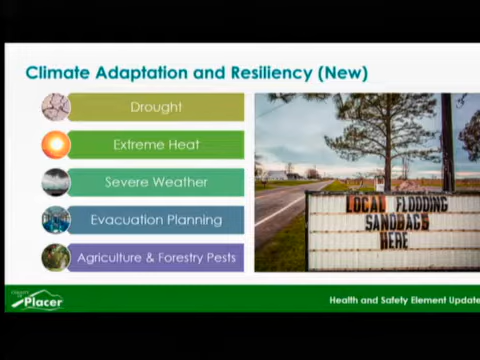 Climate Adaptation and Resiliency (New)
Drought
Extreme Heat
Severe Weather
Evacuation Planning
Agriculture & Forestry Pests
LOCAL FLOODING
SANDBAGS
HERE
Placer
Health and Safety Element Update